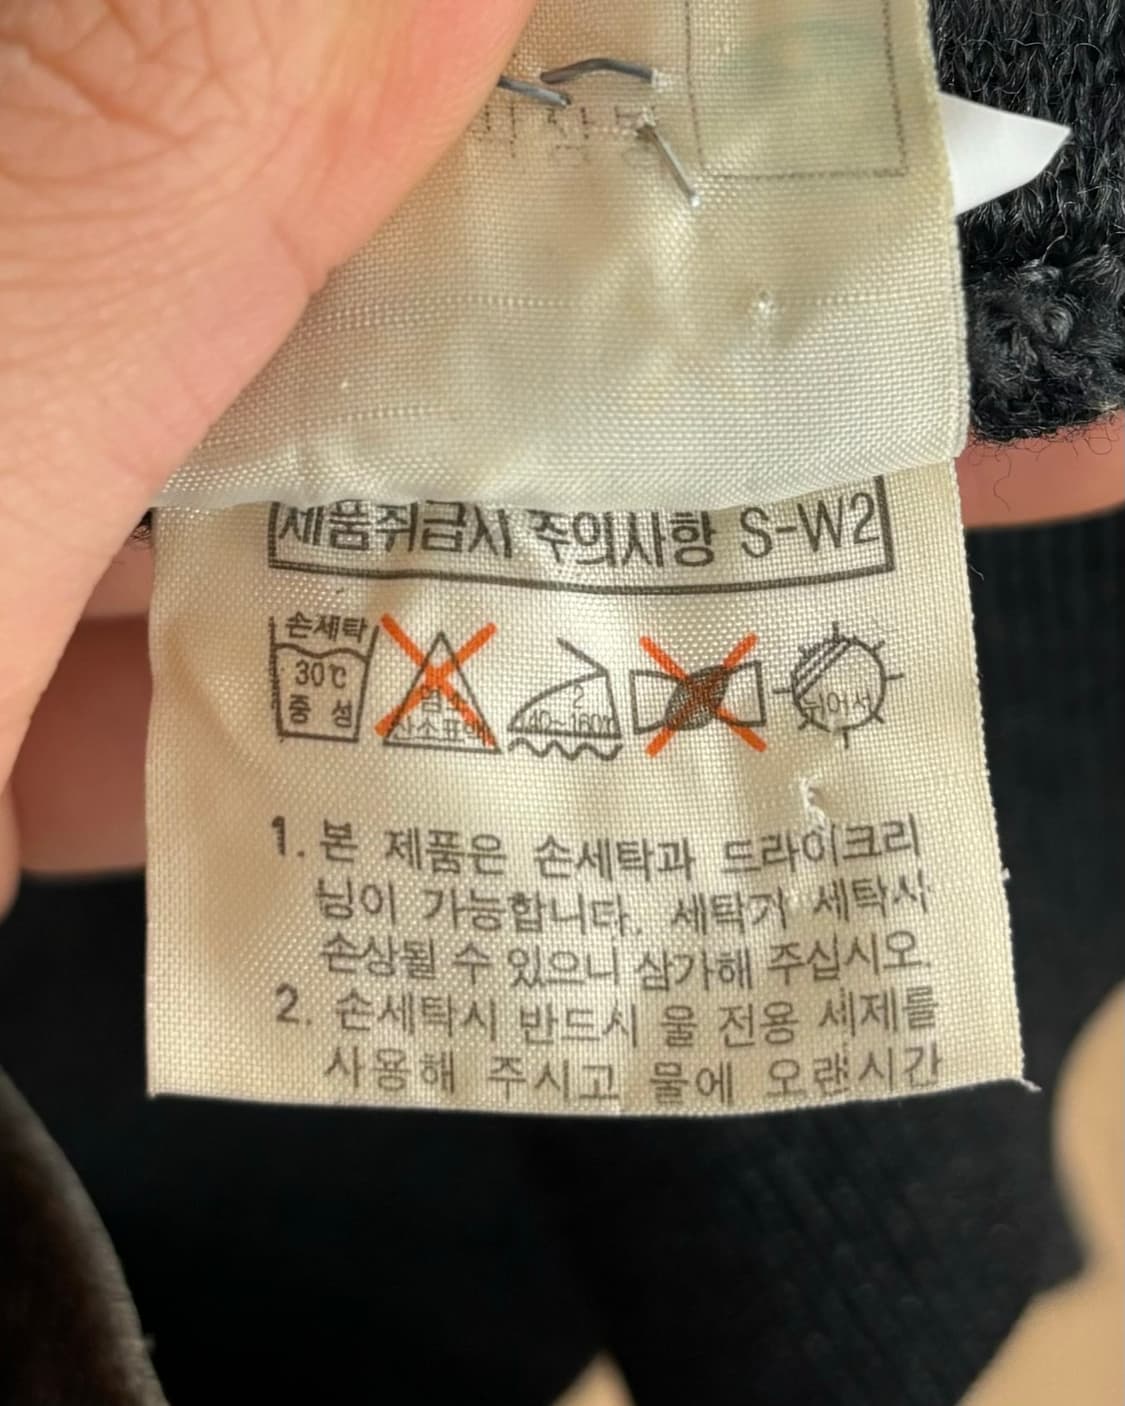 제품취급시 주의사항 S-W2
손세탁
30℃
중 성
염소
산소표백
2
140~160℃
뉘어서
1. 본 제품은 손세탁과 드라이크리
닝이 가능합니다. 세탁기 세탁시
손상될 수 있으니 삼가해 주십시오.
2. 손세탁시 반드시 울 전용 세제를
사용해 주시고 물에 오랜시간